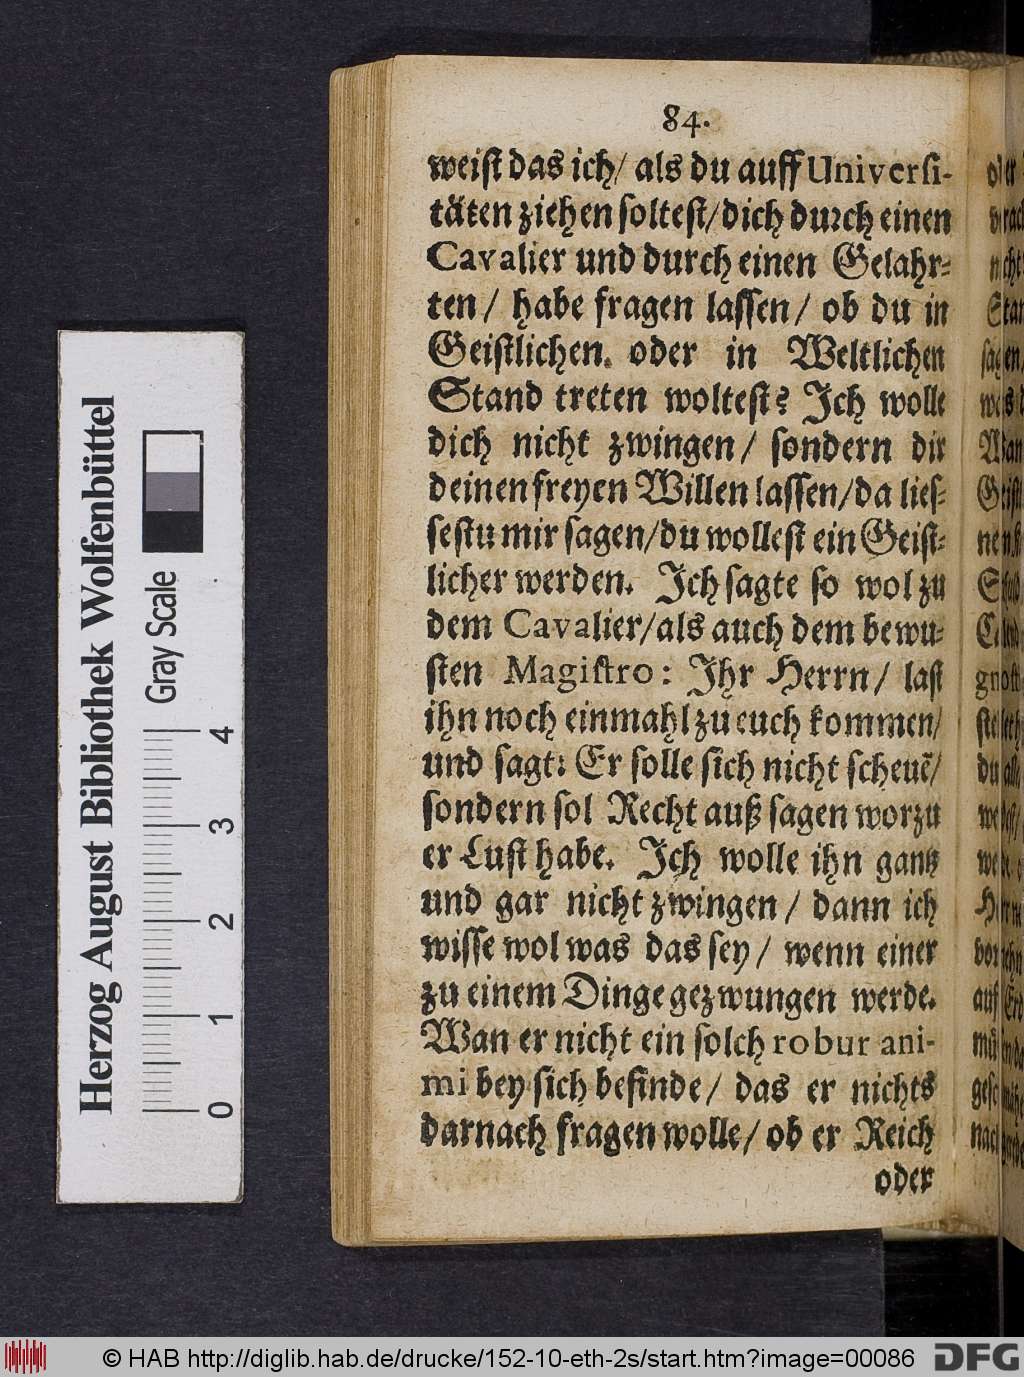 84.
weist das ich/ als du auff Universi-
täten ziehen soltest/ dich durch einen
Cavalier und durch einen Gelahr-
ten / habe fragen lassen / ob du in
Geistlichen. oder in Weltlichen
Stand treten woltest? Ich wolle
dich nicht zwingen / sondern dir
deinen freyen Willen lassen/ da lies-
sestu mir sagen/ du wollest ein Geist-
licher werden. Ich sagte so wol zu
dem Cavalier/ als auch dem bewu-
sten Magistro: Ihr Herrn / last
ihn noch einmahl zu euch kommen/
und sagt: Er solle sich nicht scheuẽ/
sondern sol Recht auß sagen worzu
er Lust habe. Ich wolle ihn gantz
und gar nicht zwingen / dann ich
wisse wol was das sey / wenn einer
zu einem Dinge gezwungen werde.
Wan er nicht ein solch robur ani-
mi bey sich befinde / das er nichts
darnach fragen wolle/ ob er Reich
oder
Herzog August Bibliothek Wolfenbüttel
Gray Scale
0 1 2 3 4
© HAB http://diglib.hab.de/drucke/152-10-eth-2s/start.htm?image=00086
DFG